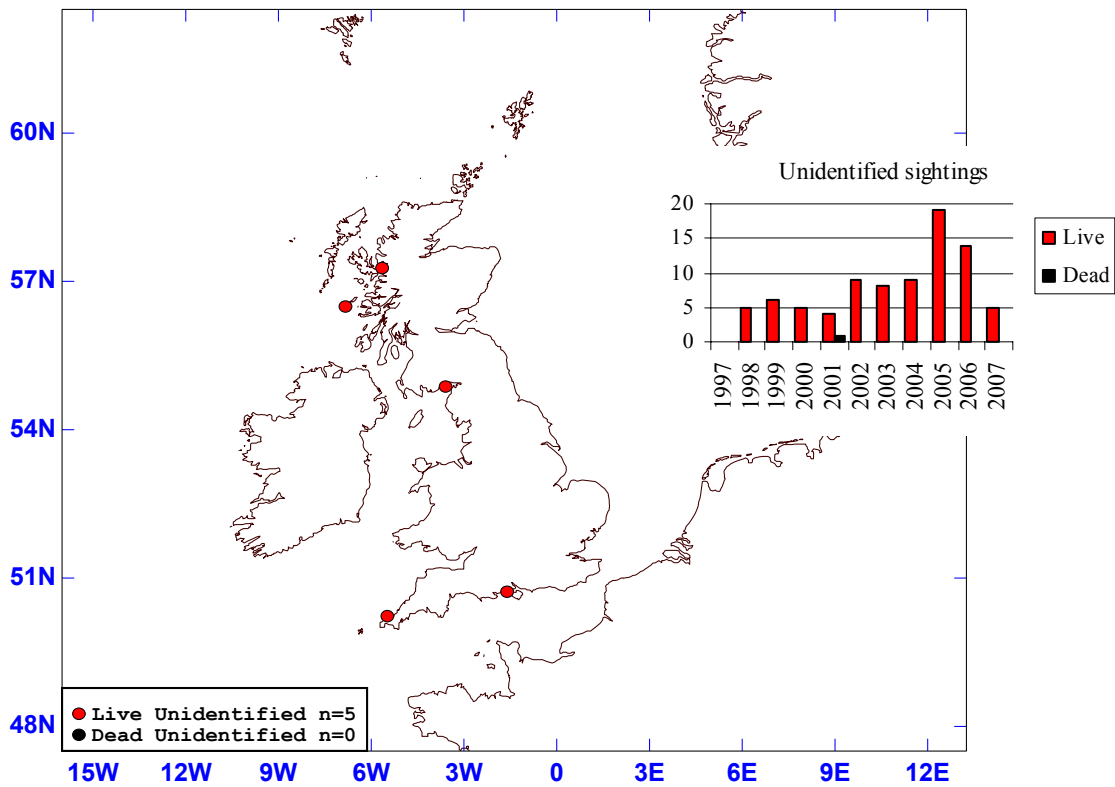 60N
57N
54N
51N
48N
Unidentified sightings
20
15
10
5
0
1997
1998
1999
2000
2001
2002
2003
2004
2005
2006
2007
Live
Dead
Live Unidentified n=5
Dead Unidentified n=0
15W 12W 9W 6W 3W 0 3E 6E 9E 12E